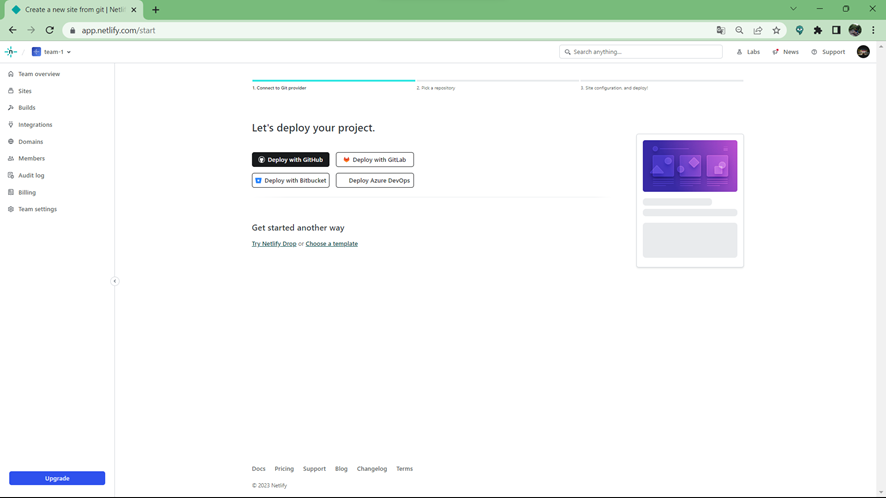 Create a new site from git | Netli
app.netlify.com/start
team-1
Search anything...
Labs
News
Support
Team overview
Sites
Builds
Integrations
Domains
Members
Audit log
Billing
Team settings
Upgrade
1. Connect to Git provider
2. Pick a repository
3. Site configuration, and deploy!
Let's deploy your project.
Deploy with GitHub
Deploy with GitLab
Deploy with Bitbucket
Deploy Azure DevOps
Get started another way
Try Netlify Drop or Choose a template
Docs Pricing Support Blog Changelog Terms
© 2023 Netlify